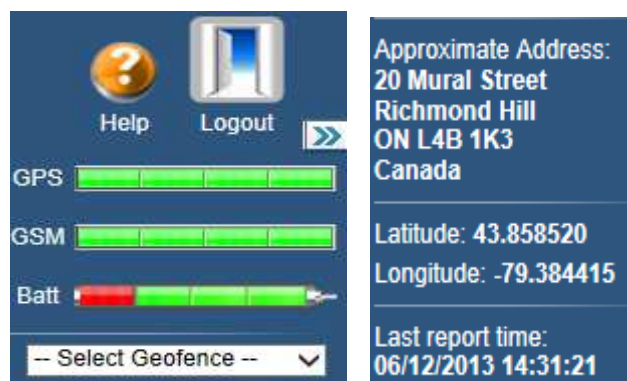 Help Logout
GPS
GSM
Batt
-- Select Geofence --
Approximate Address:
20 Mural Street
Richmond Hill
ON L4B 1K3
Canada
Latitude: 43.858520
Longitude: -79.384415
Last report time:
06/12/2013 14:31:21